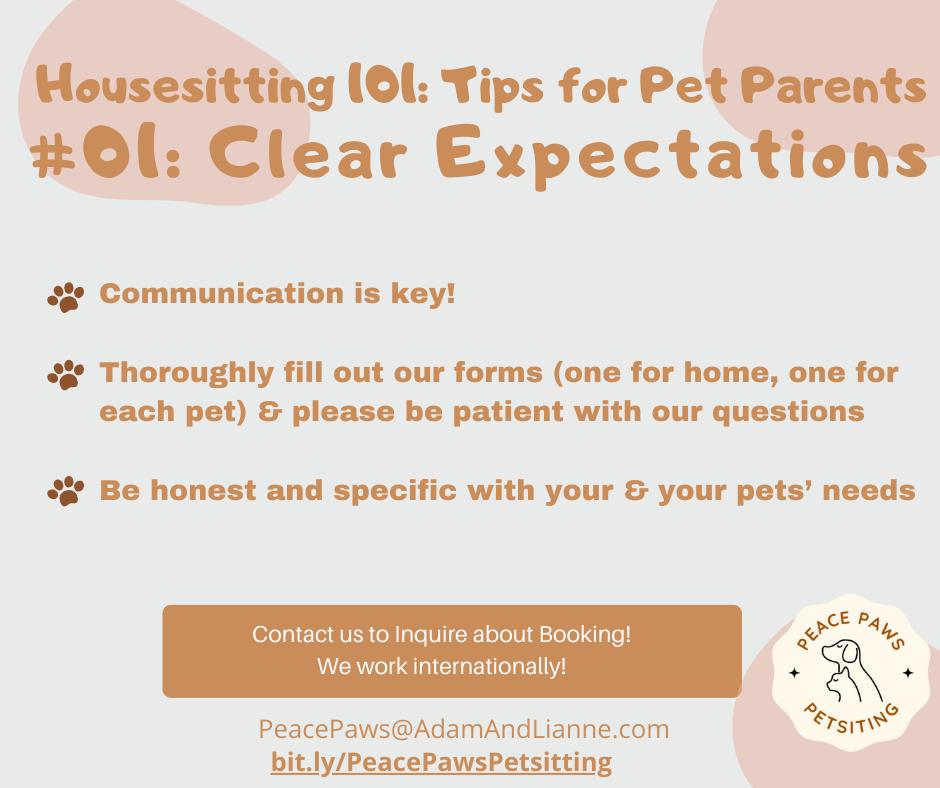 Housesitting 101: Tips for Pet Parents
#01: Clear Expectations
Communication is key!
Thoroughly fill out our forms (one for home, one for
each pet) & please be patient with our questions
Be honest and specific with your & your pets’ needs
Contact us to Inquire about Booking!
We work internationally!
PeacePaws@AdamAndLianne.com
bit.ly/PeacePawsPetsitting
PEACE PAWS
PETSITING